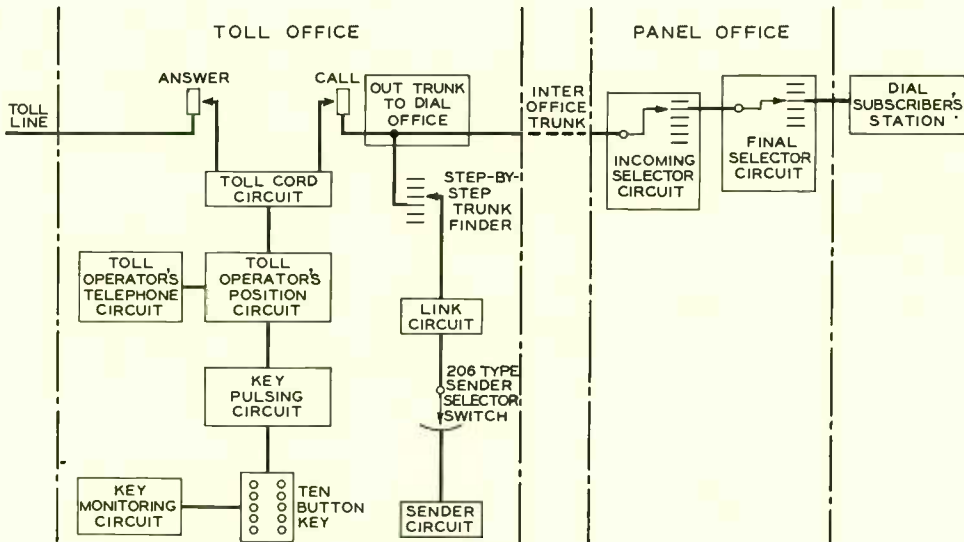 TOLL OFFICE
PANEL OFFICE
ANSWER
CALL
OUT TRUNK
TO DIAL
OFFICE
TOLL
LINE
INTER
OFFICE
TRUNK
DIAL
SUBSCRIBER'S
STATION
INCOMING
SELECTOR
CIRCUIT
FINAL
SELECTOR
CIRCUIT
TOLL CORD
CIRCUIT
STEP-BY-
STEP
TRUNK
FINDER
TOLL
OPERATOR'S
TELEPHONE
CIRCUIT
TOLL
OPERATOR'S
POSITION
CIRCUIT
LINK
CIRCUIT
KEY
PULSING
CIRCUIT
206 TYPE
SENDER
SELECTOR
SWITCH
KEY
MONITORING
CIRCUIT
TEN
BUTTON
KEY
SENDER
CIRCUIT